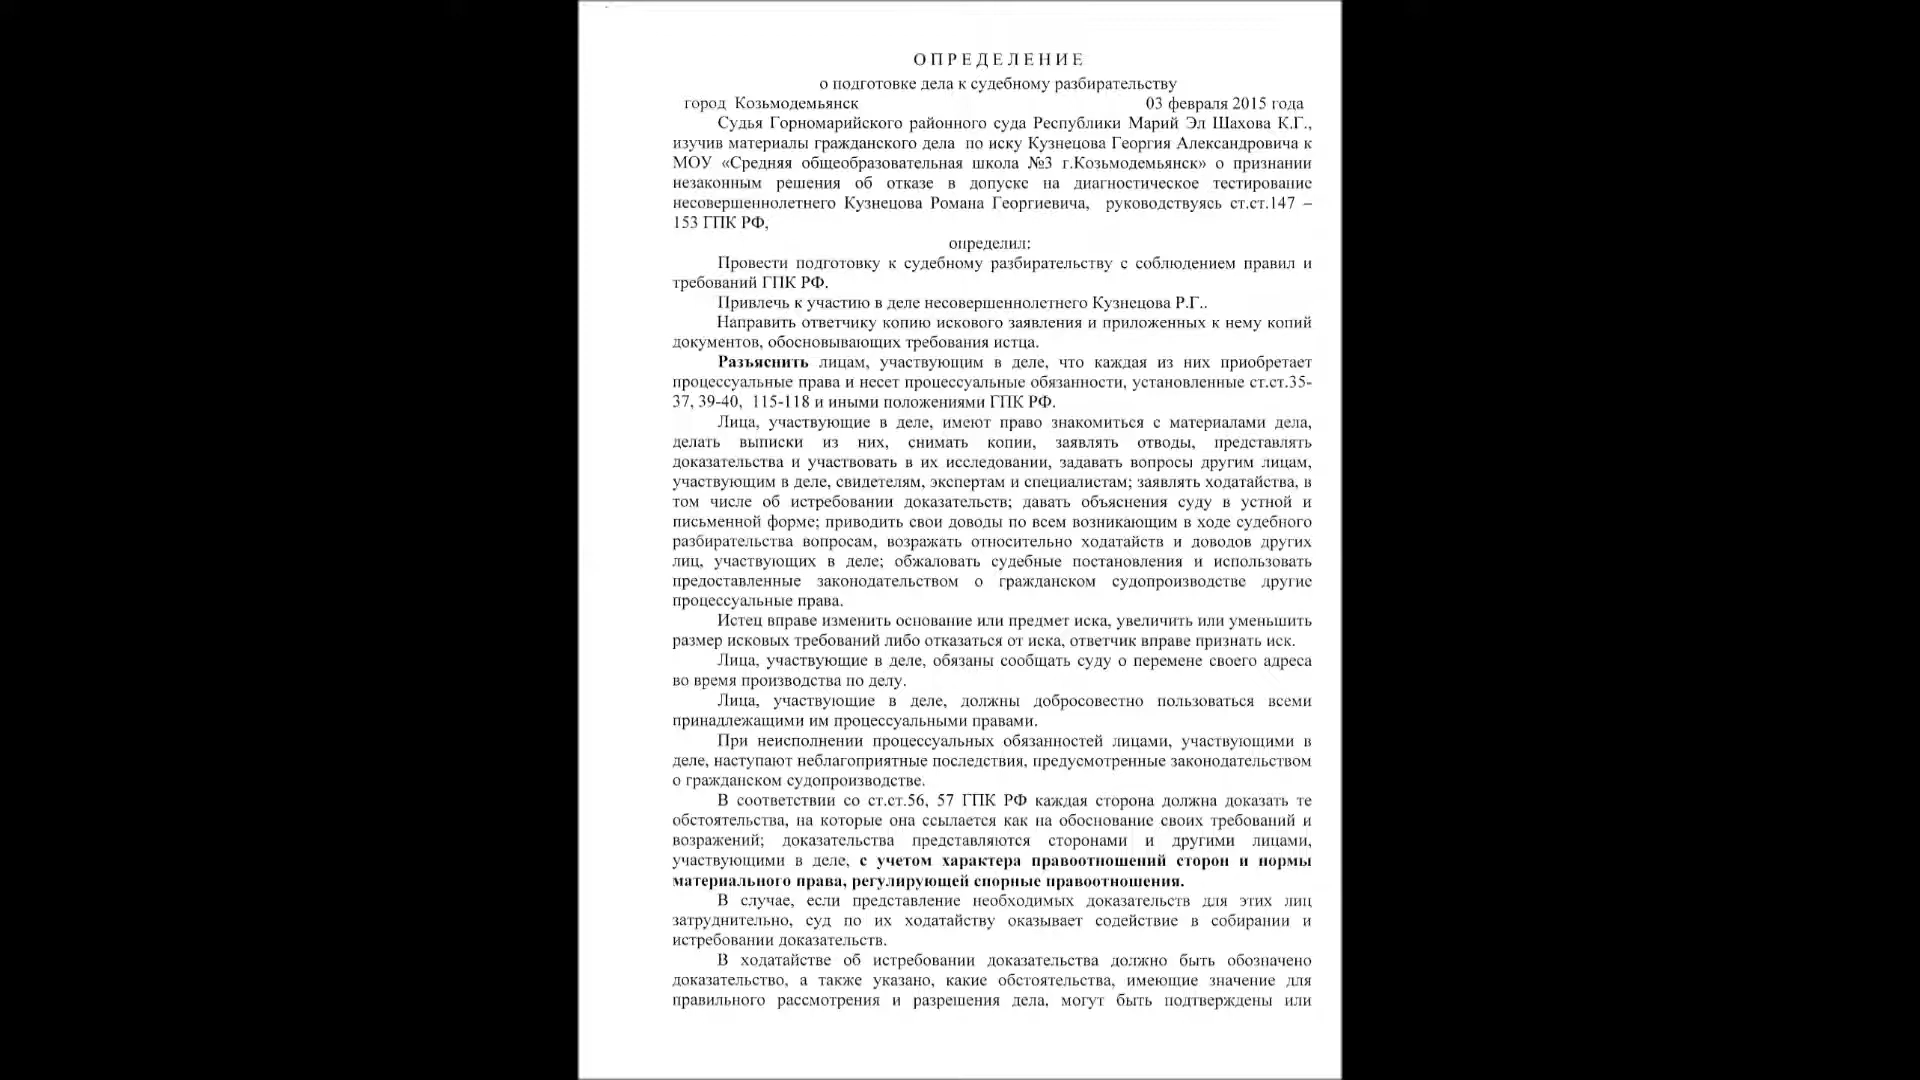 О П Р Е Д Е Л Е Н И Е
о подготовке дела к судебному разбирательству
город Козьмодемьянск 03 февраля 2015 года
Судья Горномарийского районного суда Республики Марий Эл Шахова К.Г.,
изучив материалы гражданского дела по иску Кузнецова Георгия Александровича к
МОУ «Средняя общеобразовательная школа №3 г.Козьмодемьянск» о признании
незаконным решения об отказе в допуске на диагностическое тестирование
несовершеннолетнего Кузнецова Романа Георгиевича, руководствуясь ст.ст.147 –
153 ГПК РФ,
определил:
Провести подготовку к судебному разбирательству с соблюдением правил и
требований ГПК РФ.
Привлечь к участию в деле несовершеннолетнего Кузнецова Р.Г..
Направить ответчику копию искового заявления и приложенных к нему копий
документов, обосновывающих требования истца.
Разъяснить лицам, участвующим в деле, что каждая из них приобретает
процессуальные права и несет процессуальные обязанности, установленные ст.ст.35-
37, 39-40, 115-118 и иными положениями ГПК РФ.
Лица, участвующие в деле, имеют право знакомиться с материалами дела,
делать выписки из них, снимать копии, заявлять отводы, представлять
доказательства и участвовать в их исследовании, задавать вопросы другим лицам,
участвующим в деле, свидетелям, экспертам и специалистам; заявлять ходатайства, в
том числе об истребовании доказательств; давать объяснения суду в устной и
письменной форме; приводить свои доводы по всем возникающим в ходе судебного
разбирательства вопросам, возражать относительно ходатайств и доводов других
лиц, участвующих в деле; обжаловать судебные постановления и использовать
предоставленные законодательством о гражданском судопроизводстве другие
процессуальные права.
Истец вправе изменить основание или предмет иска, увеличить или уменьшить
размер исковых требований либо отказаться от иска, ответчик вправе признать иск.
Лица, участвующие в деле, обязаны сообщать суду о перемене своего адреса
во время производства по делу.
Лица, участвующие в деле, должны добросовестно пользоваться всеми
принадлежащими им процессуальными правами.
При неисполнении процессуальных обязанностей лицами, участвующими в
деле, наступают неблагоприятные последствия, предусмотренные законодательством
о гражданском судопроизводстве.
В соответствии со ст.ст.56, 57 ГПК РФ каждая сторона должна доказать те
обстоятельства, на которые она ссылается как на обоснование своих требований и
возражений; доказательства представляются сторонами и другими лицами,
участвующими в деле, с учетом характера правоотношений сторон и нормы
материального права, регулирующей спорные правоотношения.
В случае, если представление необходимых доказательств для этих лиц
затруднительно, суд по их ходатайству оказывает содействие в собирании и
истребовании доказательств.
В ходатайстве об истребовании доказательства должно быть обозначено
доказательство, а также указано, какие обстоятельства, имеющие значение для
правильного рассмотрения и разрешения дела, могут быть подтверждены или